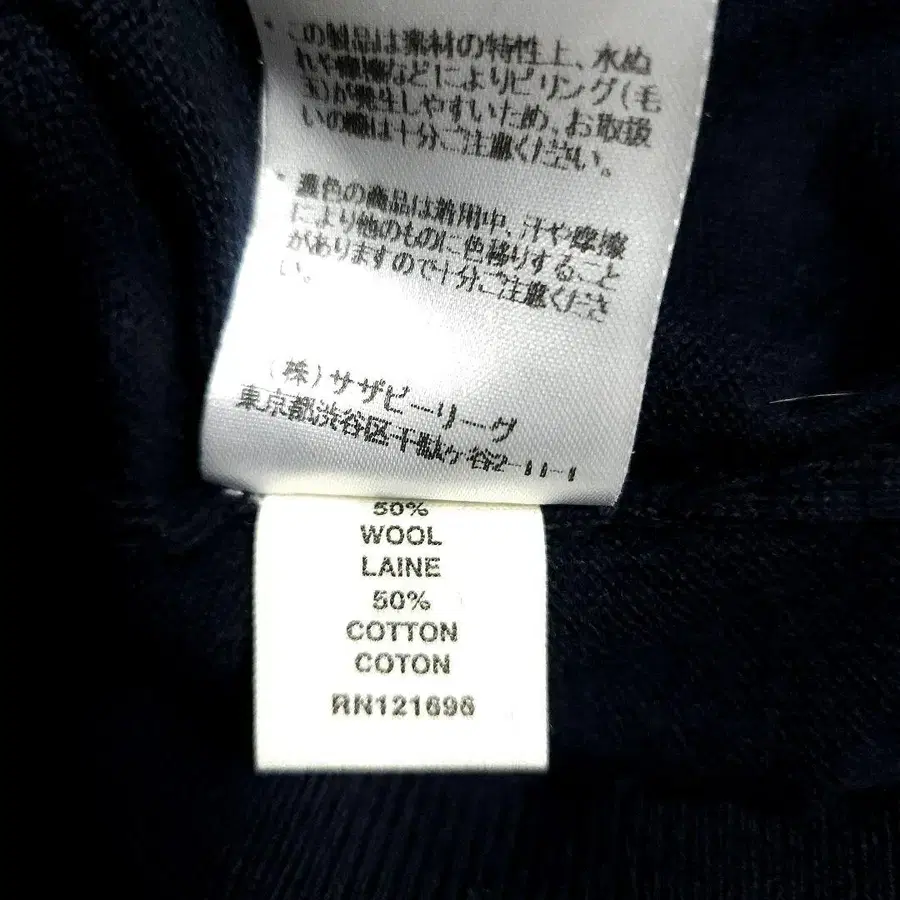 ・この製品は素材の特性上、水ぬ
れや摩擦などによりピリング(毛
玉)が発生しやすいため、お取扱
いの際は十分ご注意ください。
・濃色の商品は着用中、汗や摩擦
により他のものに色移りすること
がありますので十分ご注意くださ
い。
(株)サザビーリーグ
東京都渋谷区千駄ケ谷2-11-1
50%
WOOL
LAINE
50%
COTTON
COTON
RN121696